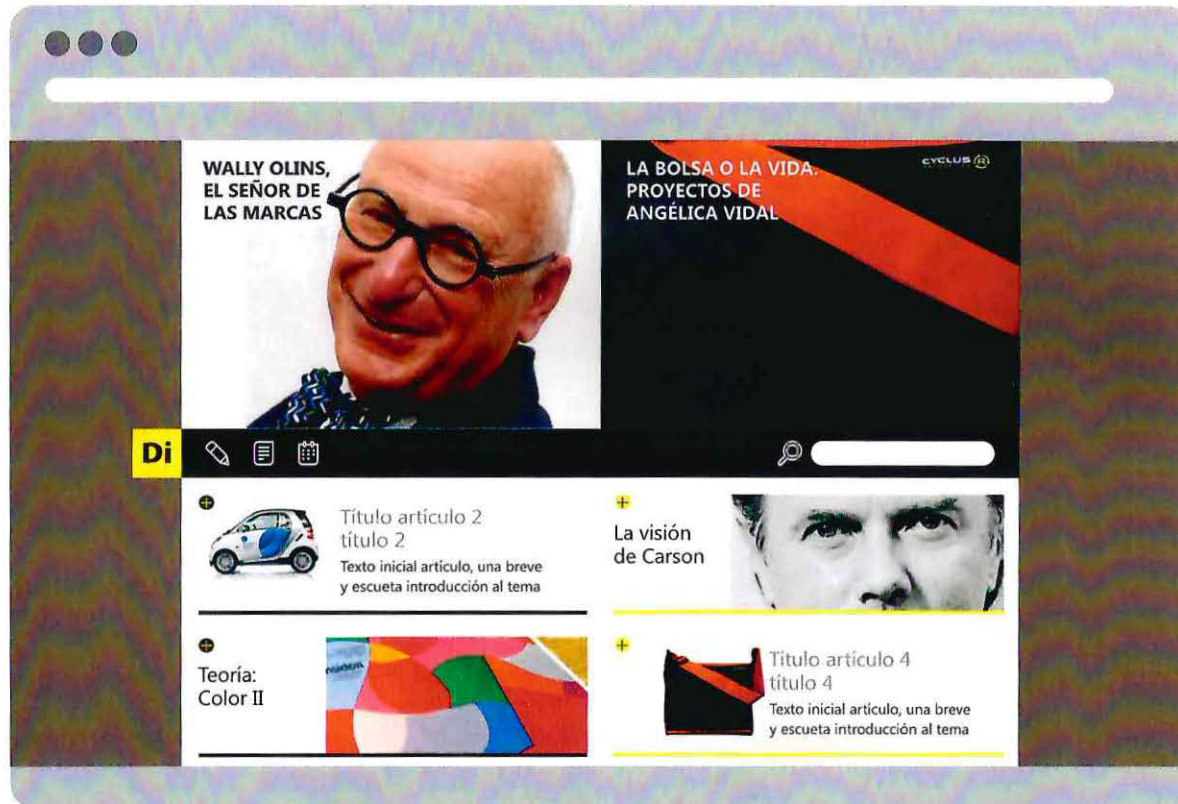 WALLY OLINS,
EL SEÑOR DE
LAS MARCAS
LA BOLSA O LA VIDA.
PROYECTOS DE
ANGÉLICA VIDAL
CYCLUS R
Di
Título artículo 2
título 2
Texto inicial artículo, una breve
y escueta introducción al tema
La visión
de Carson
Teoría:
Color II
Título artículo 4
título 4
Texto inicial artículo, una breve
y escueta introducción al tema